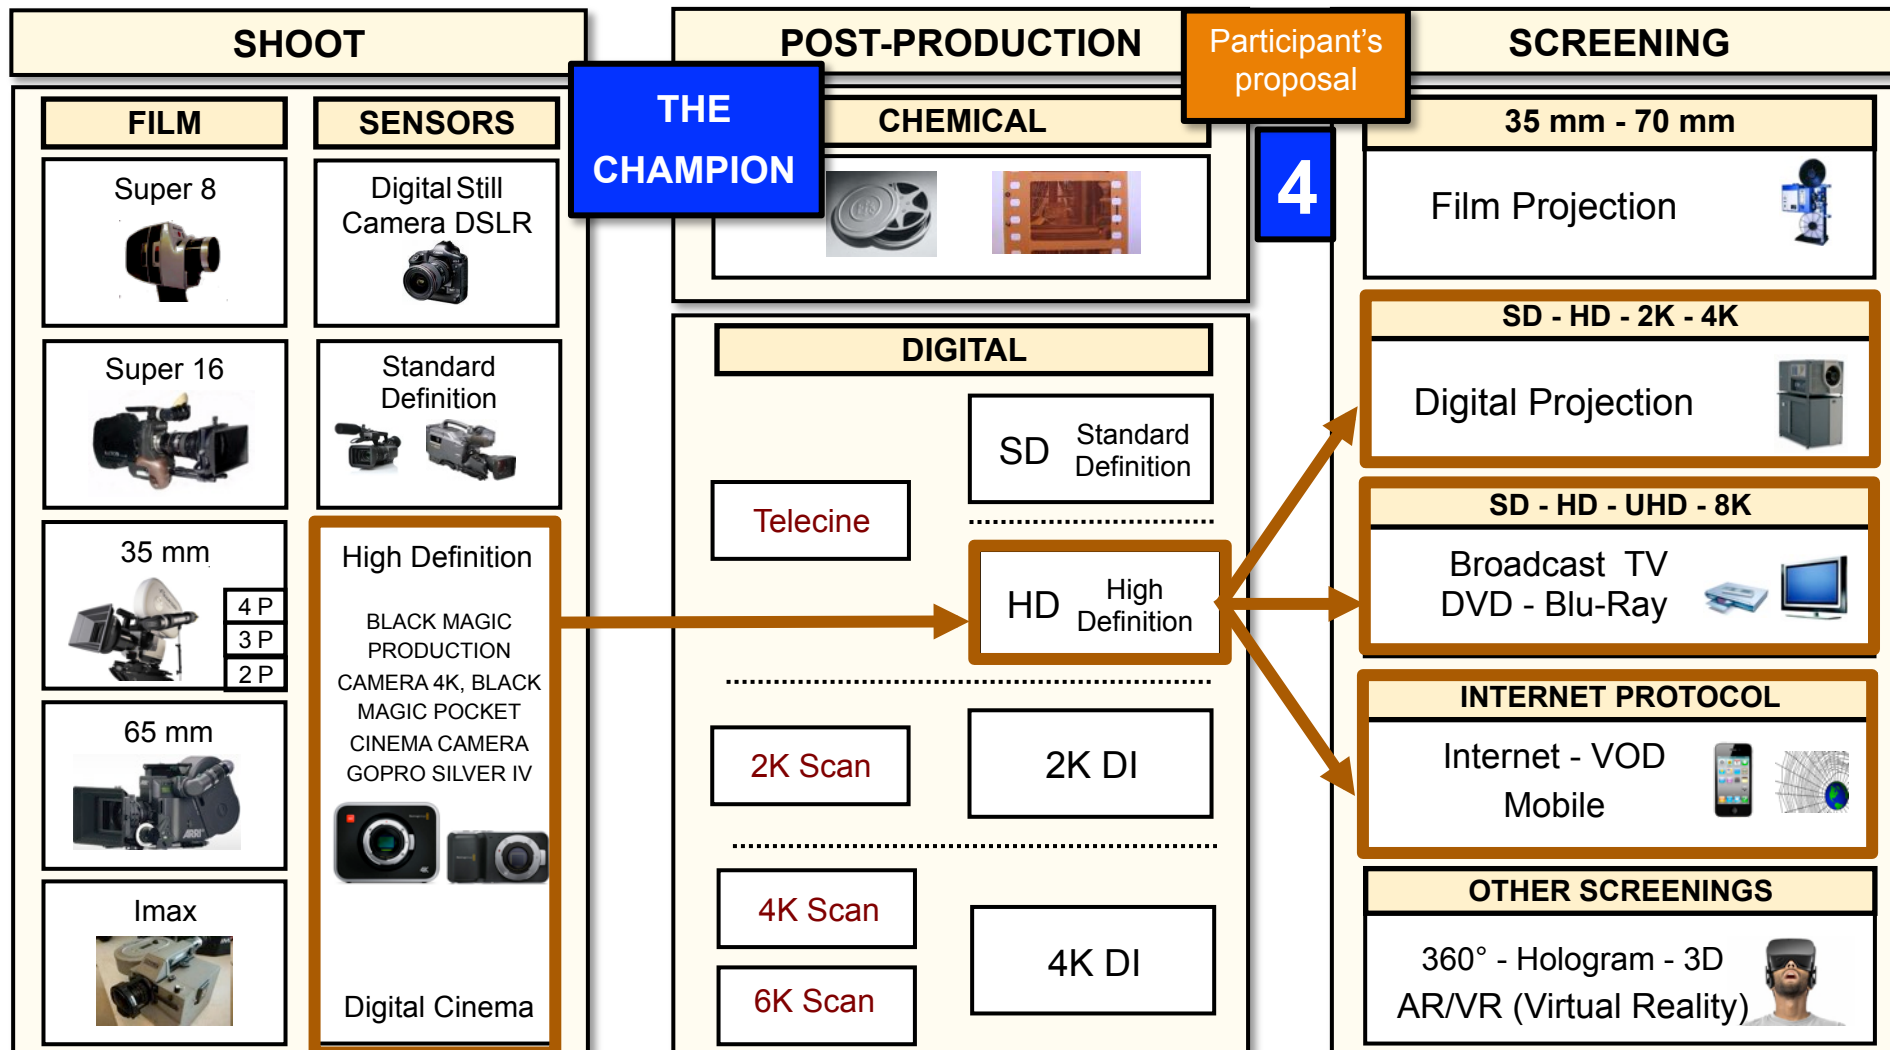 SHOOT
POST-PRODUCTION
Participant's
proposal
SCREENING
THE
CHAMPION
4
FILM
SENSORS
Super 8
Digital Still
Camera DSLR
Super 16
Standard
Definition
35 mm
4 P
3 P
2 P
High Definition
BLACK MAGIC
PRODUCTION
CAMERA 4K, BLACK
MAGIC POCKET
CINEMA CAMERA
GOPRO SILVER IV
4K
65 mm
ARRI
Imax
Digital Cinema
CHEMICAL
DIGITAL
SD
Standard
Definition
Telecine
HD
High
Definition
2K Scan
2K DI
4K Scan
6K Scan
4K DI
35 mm - 70 mm
Film Projection
SD - HD - 2K - 4K
Digital Projection
SD - HD - UHD - 8K
Broadcast TV
DVD - Blu-Ray
INTERNET PROTOCOL
Internet - VOD
Mobile
OTHER SCREENINGS
360° - Hologram - 3D
AR/VR (Virtual Reality)